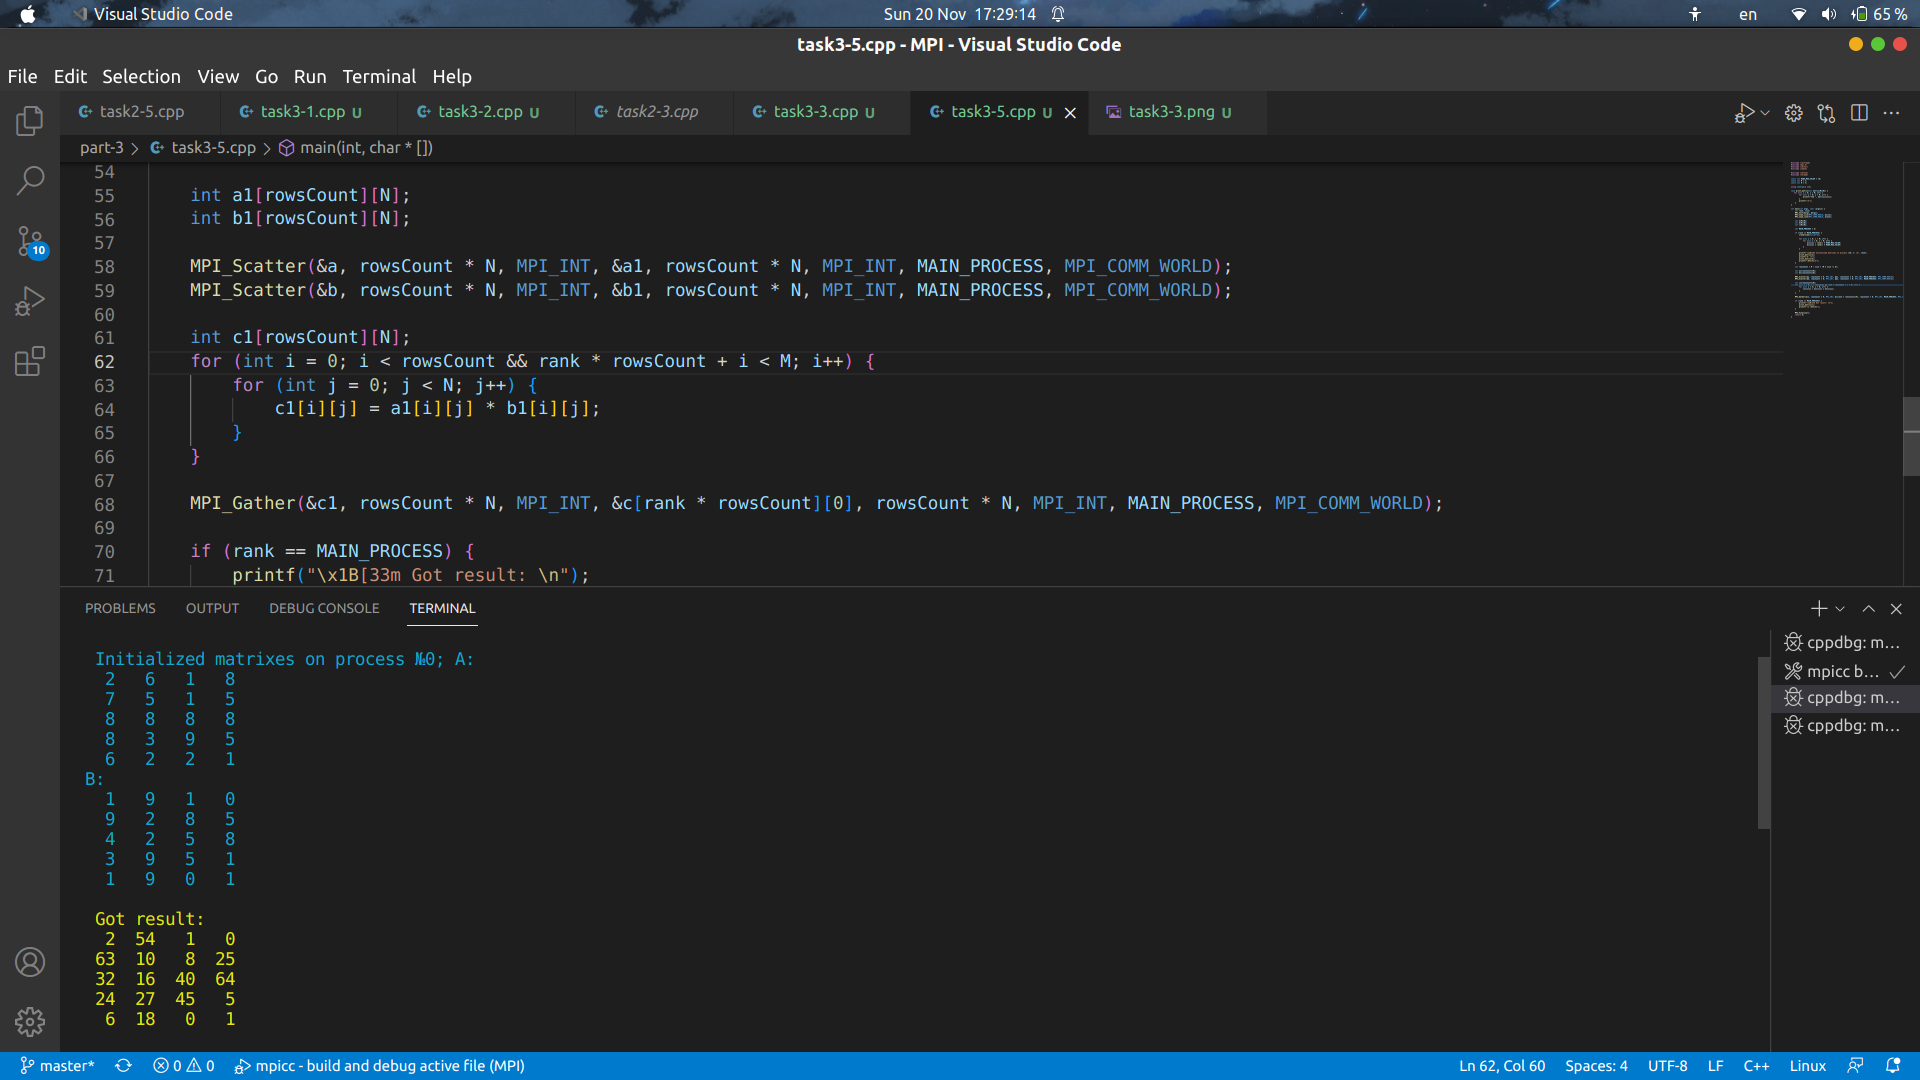 Visual Studio Code
Sun 20 Nov 17:29:14
en
65 %
task3-5.cpp - MPI - Visual Studio Code
File Edit Selection View Go Run Terminal Help
task2-5.cpp
task3-1.cpp U
task3-2.cpp U
task2-3.cpp
task3-3.cpp U
task3-5.cpp U
task3-3.png U
part-3 > task3-5.cpp > main(int, char * [])
54
55 int a1[rowsCount][N];
56 int b1[rowsCount][N];
57
58 MPI_Scatter(&a, rowsCount * N, MPI_INT, &a1, rowsCount * N, MPI_INT, MAIN_PROCESS, MPI_COMM_WORLD);
59 MPI_Scatter(&b, rowsCount * N, MPI_INT, &b1, rowsCount * N, MPI_INT, MAIN_PROCESS, MPI_COMM_WORLD);
60
61 int c1[rowsCount][N];
62 for (int i = 0; i < rowsCount && rank * rowsCount + i < M; i++) {
63 for (int j = 0; j < N; j++) {
64 c1[i][j] = a1[i][j] * b1[i][j];
65 }
66 }
67
68 MPI_Gather(&c1, rowsCount * N, MPI_INT, &c[rank * rowsCount][0], rowsCount * N, MPI_INT, MAIN_PROCESS, MPI_COMM_WORLD);
69
70 if (rank == MAIN_PROCESS) {
71 printf("\x1B[33m Got result: \n");
10
PROBLEMS OUTPUT DEBUG CONSOLE TERMINAL
Initialized matrixes on process №0; A:
2 6 1 8
7 5 1 5
8 8 8 8
8 3 9 5
6 2 2 1
B:
1 9 1 0
9 2 8 5
4 2 5 8
3 9 5 1
1 9 0 1
Got result:
2 54 1 0
63 10 8 25
32 16 40 64
24 27 45 5
6 18 0 1
cppdbg: m...
mpicc b...
cppdbg: m...
cppdbg: m...
master* 0 0 mpicc - build and debug active file (MPI)
Ln 62, Col 60 Spaces: 4 UTF-8 LF C++ Linux